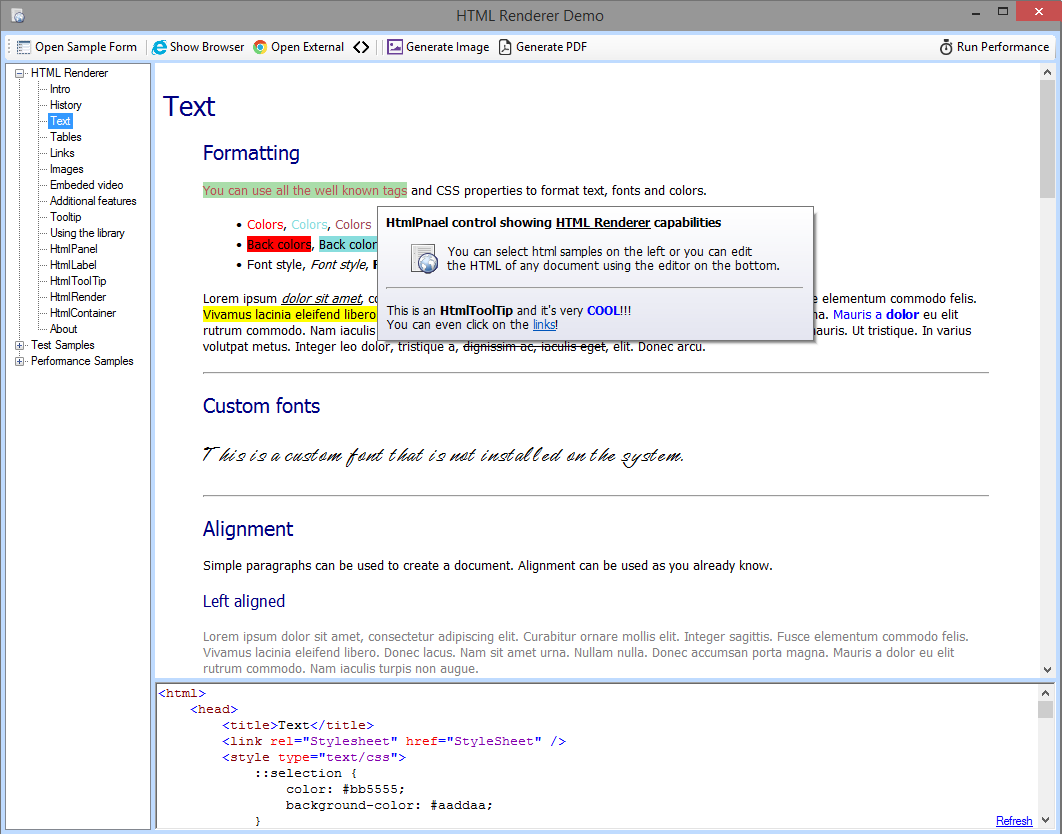 HTML Renderer Demo
Open Sample Form Show Browser Open External <> Generate Image Generate PDF Run Performance
HTML Renderer
Intro
History
Text
Tables
Links
Images
Embeded video
Additional features
Tooltip
Using the library
HtmlPanel
HtmlLabel
HtmlToolTip
HtmlRender
HtmlContainer
About
Test Samples
Performance Samples
Text
Formatting
You can use all the well known tags and CSS properties to format text, fonts and colors.
• Colors, Colors, Colors
• Back colors, Back color
• Font style, Font style,
HtmlPnael control showing HTML Renderer capabilities
You can select html samples on the left or you can edit
the HTML of any document using the editor on the bottom.
This is an HtmlToolTip and it's very COOL!!!
You can even click on the links!
Lorem ipsum dolor sit amet, co e elementum commodo felis.
Vivamus lacinia eleifend libero a. Mauris a dolor eu elit
rutrum commodo. Nam iaculis auris. Ut tristique. In varius
volutpat metus. Integer leo dolor, tristique a, dignissim ac, iaculis eget, elit. Donec arcu.
Custom fonts
This is a custom font that is not installed on the system.
Alignment
Simple paragraphs can be used to create a document. Alignment can be used as you already know.
Left aligned
Lorem ipsum dolor sit amet, consectetur adipiscing elit. Curabitur ornare mollis elit. Integer sagittis. Fusce elementum commodo felis.
Vivamus lacinia eleifend libero. Donec lacus. Nam sit amet urna. Nullam nulla. Donec accumsan porta magna. Mauris a dolor eu elit
rutrum commodo. Nam iaculis turpis non augue.
<html>
<head>
<title>Text</title>
<link rel="Stylesheet" href="StyleSheet" />
<style type="text/css">
::selection {
color: #bb5555;
background-color: #aaddaa;
}
Refresh